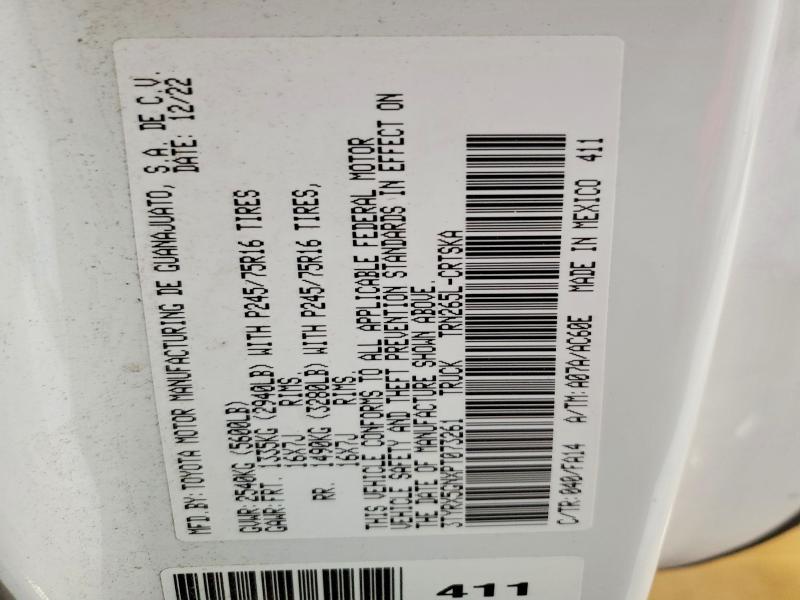 MFD.BY:TOYOTA MOTOR MANUFACTURING DE GUANAJUATO, S.A. DE C.V.
DATE: 12/22
GVWR:2540KG (5600LB)
GAWR:FRT. 1335KG (2940LB) WITH P245/75R16 TIRES
16X7J RIMS.
RR. 1490KG (3280LB) WITH P245/75R16 TIRES,
16X7J RIMS.
THIS VEHICLE CONFORMS TO ALL APPLICABLE FEDERAL MOTOR
VEHICLE SAFETY AND THEFT PREVENTION STANDARDS IN EFFECT ON
THE DATE OF MANUFACTURE SHOWN ABOVE.
3TYRX5GNXPT073261 TRUCK TRN265L-CRTSKA
C/TR:040/FA14 A/TM:A07A/AC60E MADE IN MEXICO 411
411